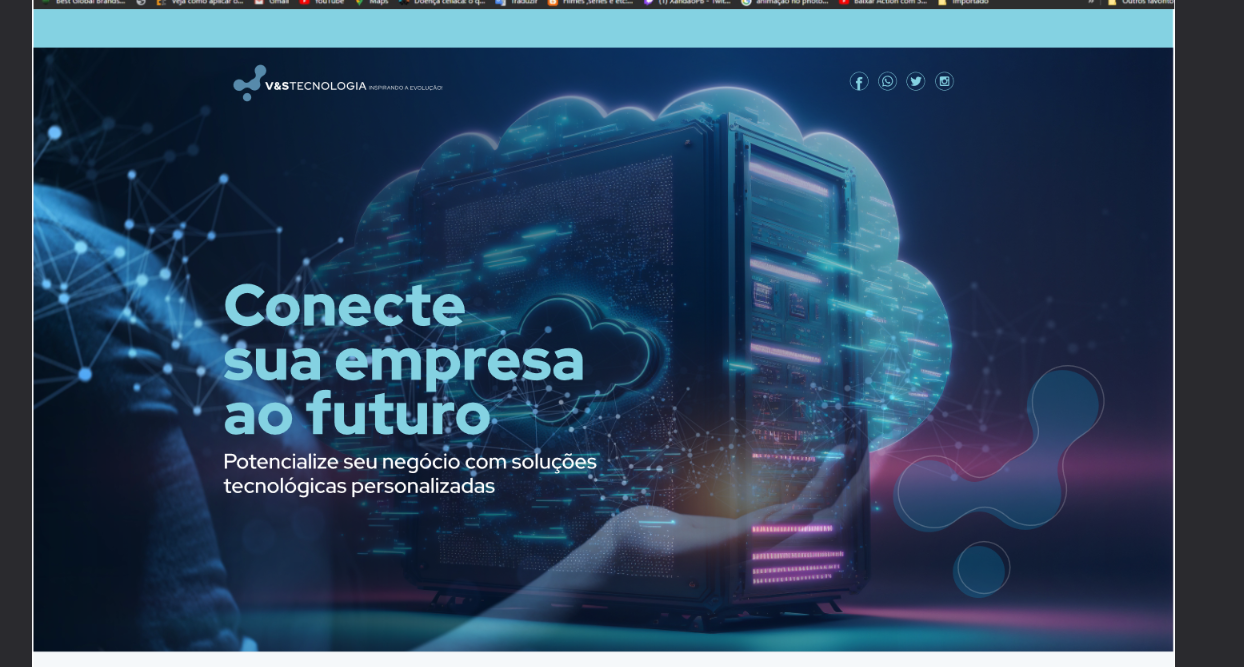 Best Global Brands...
Veja como aplicar o...
Gmail
YouTube
Maps
Doença celíaca: o q...
Traduzir
Filmes ,séries e etc:...
(1) XandaoPB - Twit...
animação no photo...
Baixar Action com 3...
Importado
»
Outros favorito
V&STECNOLOGIA INSPIRANDO A EVOLUÇÃO!
Conecte
sua empresa
ao futuro
Potencialize seu negócio com soluções
tecnológicas personalizadas